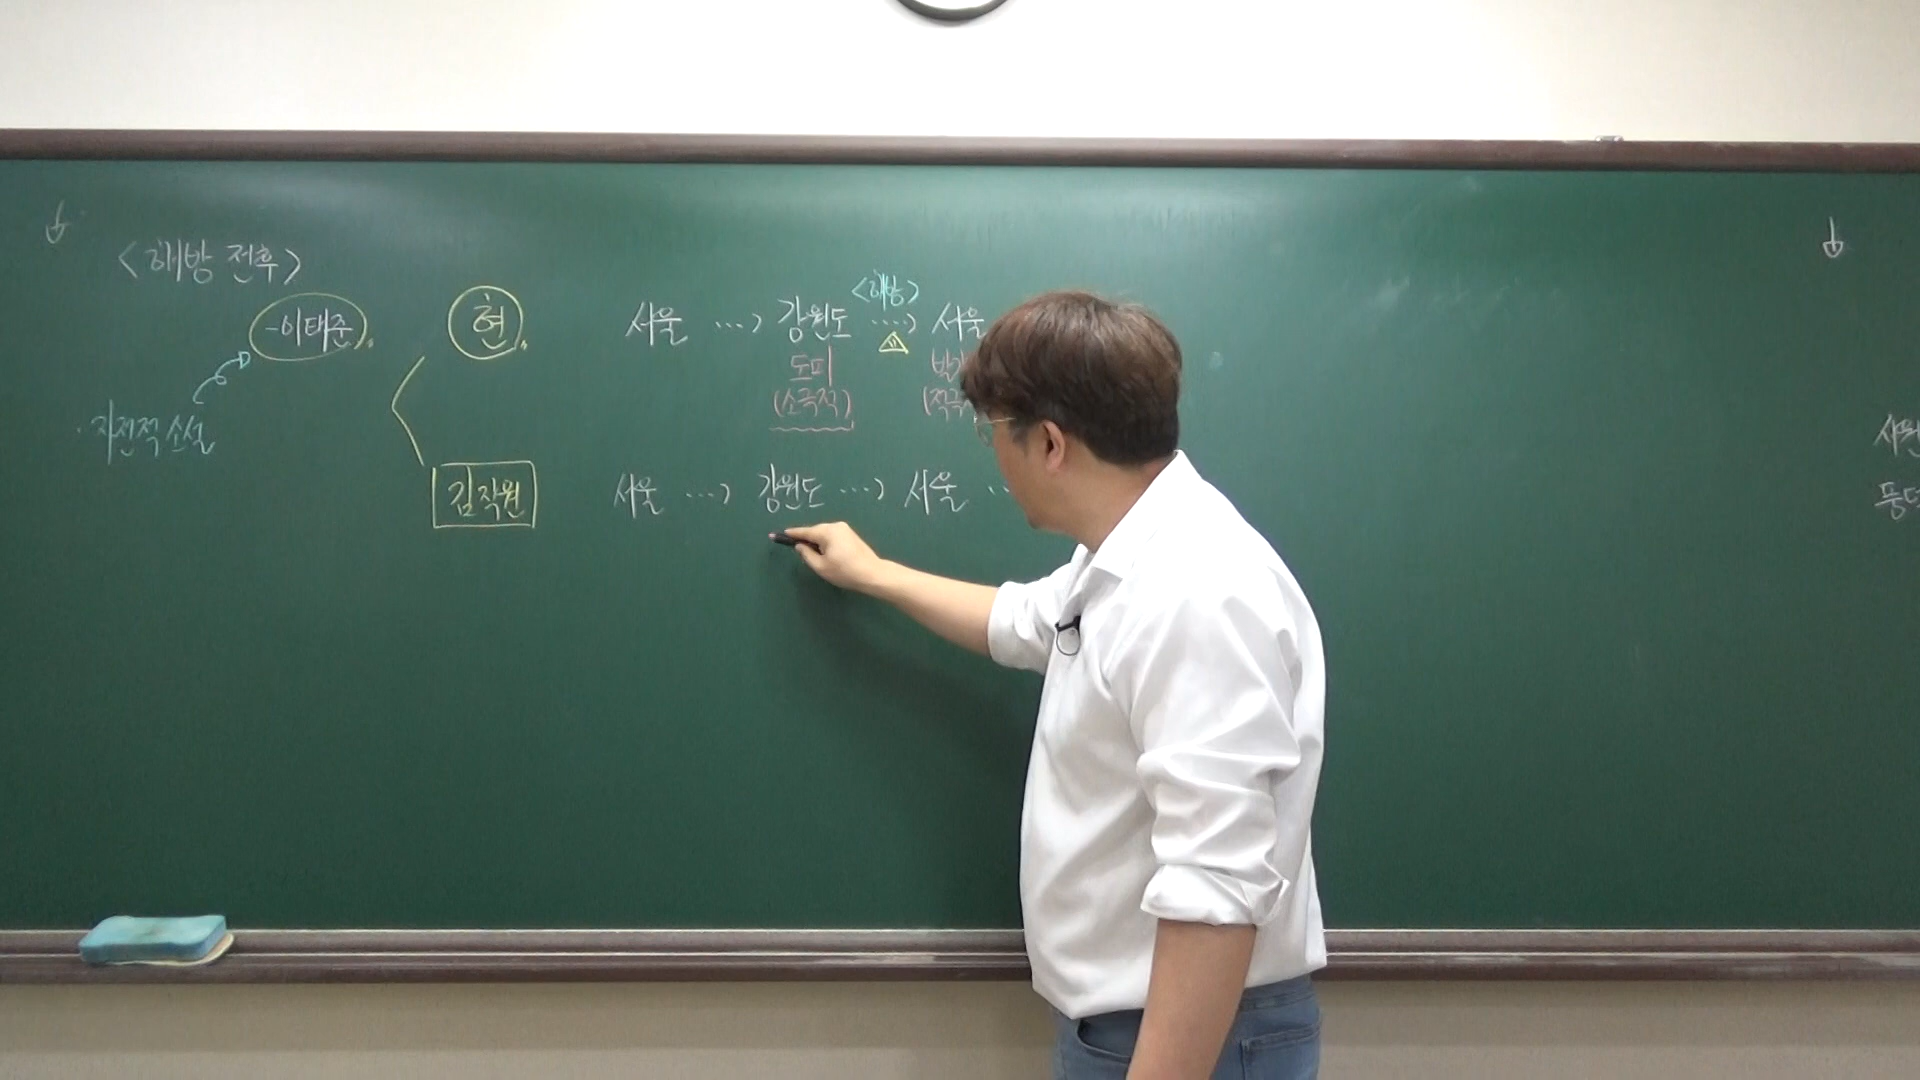 <해방 전후>
-이태준
자전적 소설
현
김직원
<해방>
서울 ...> 강원도 ....> 서울
도피
(소극적)
서울 ...> 강원도 ...> 서울 ..